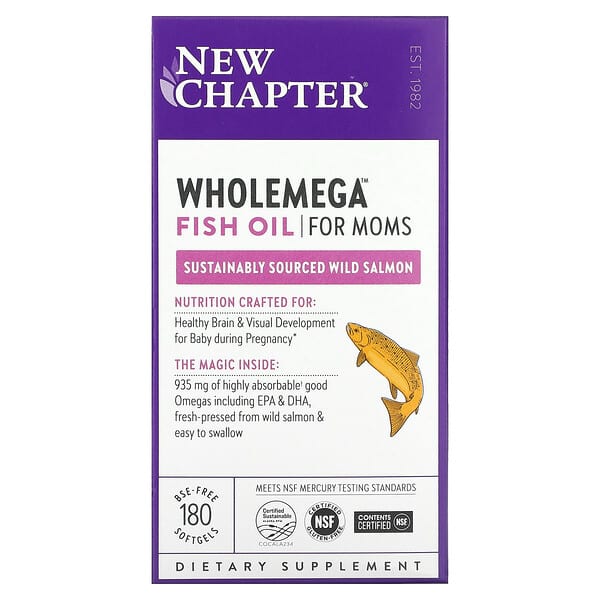 NEW
CHAPTER®
EST. 1982
WHOLEMEGA™
FISH OIL | FOR MOMS
SUSTAINABLY SOURCED WILD SALMON
NUTRITION CRAFTED FOR:
Healthy Brain & Visual Development
for Baby during Pregnancy*
THE MAGIC INSIDE:
935 mg of highly absorbable† good
Omegas including EPA & DHA,
fresh-pressed from wild salmon &
easy to swallow
BSE-FREE
180
SOFTGELS
MEETS NSF MERCURY TESTING STANDARDS
Certified
Sustainable
COCALA234
CERTIFIED
NSF
GLUTEN-FREE
CONTENTS
CERTIFIED
NSF
DIETARY SUPPLEMENT